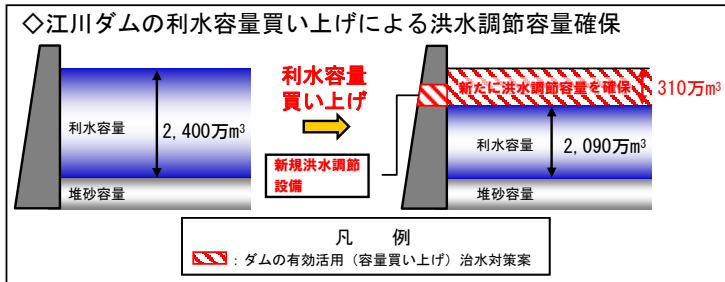 ◇江川ダムの利水容量買い上げによる洪水調節容量確保
利水容量
2,400万m³
堆砂容量
利水容量
買い上げ
新規洪水調節
設備
新たに洪水調節容量を確保
310万m³
利水容量
2,090万m³
堆砂容量
凡 例
：ダムの有効活用（容量買い上げ）治水対策案